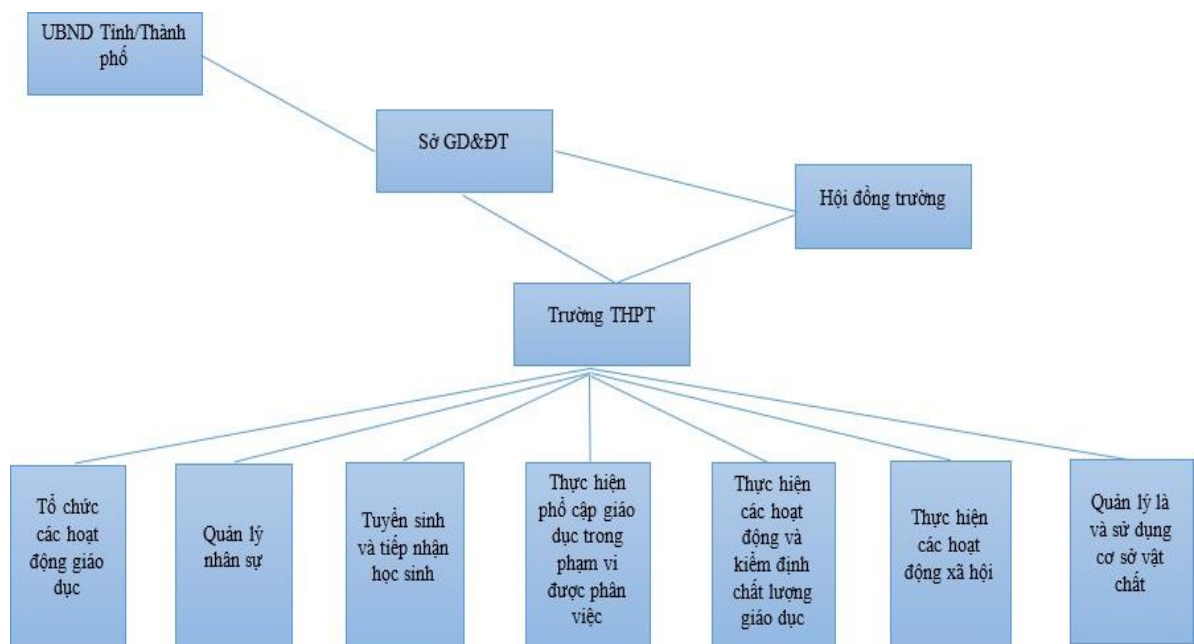 UBND Tỉnh/Thành
phố
Sở GD&ĐT
Hội đồng trường
Trường THPT
Tổ chức
các hoạt
động giáo
dục
Quản lý
nhân sự
Tuyển sinh
và tiếp nhận
học sinh
Thực hiện
phổ cập giáo
dục trong
phạm vi
được phân
việc
Thực hiện
các hoạt
động và
kiểm định
chất lượng
giáo dục
Thực hiện
các hoạt
động xã hội
Quản lý là
và sử dụng
cơ sở vật
chất